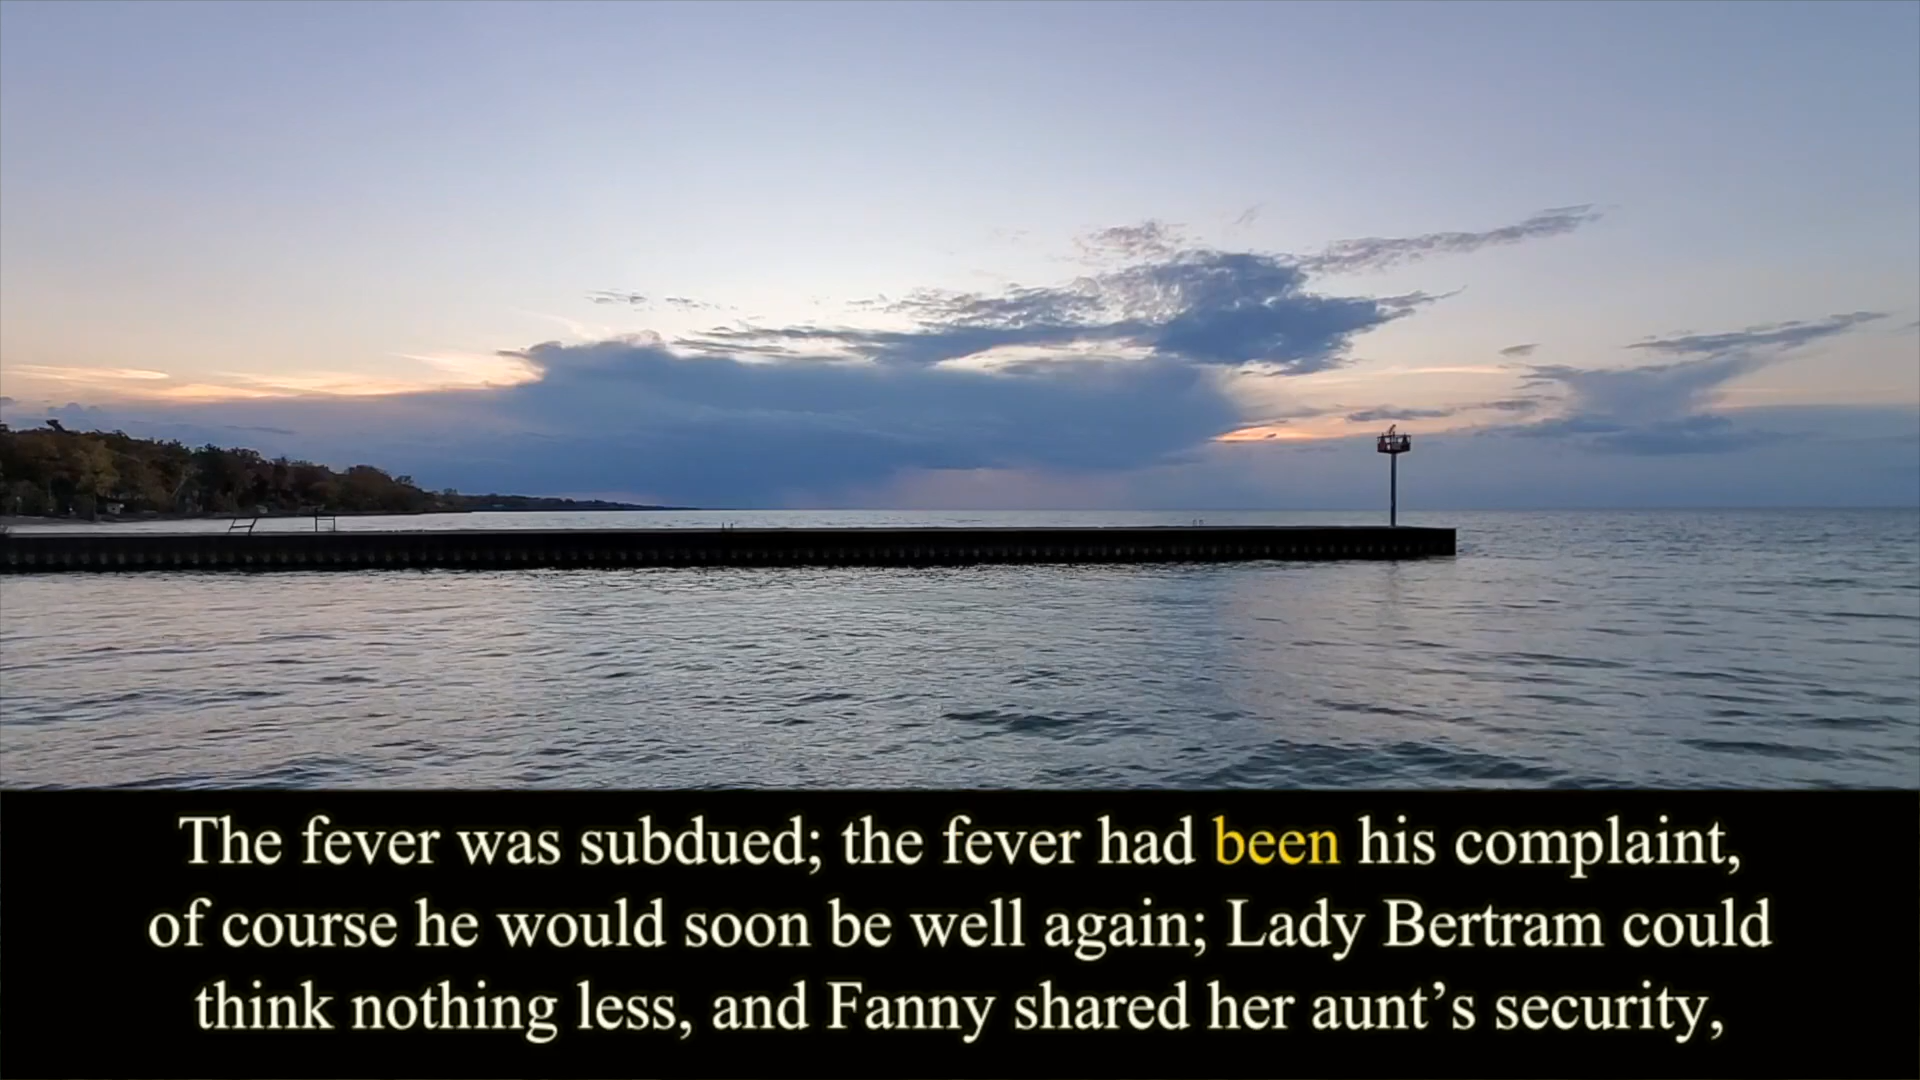 The fever was subdued; the fever had been his complaint,
of course he would soon be well again; Lady Bertram could
think nothing less, and Fanny shared her aunt’s security,